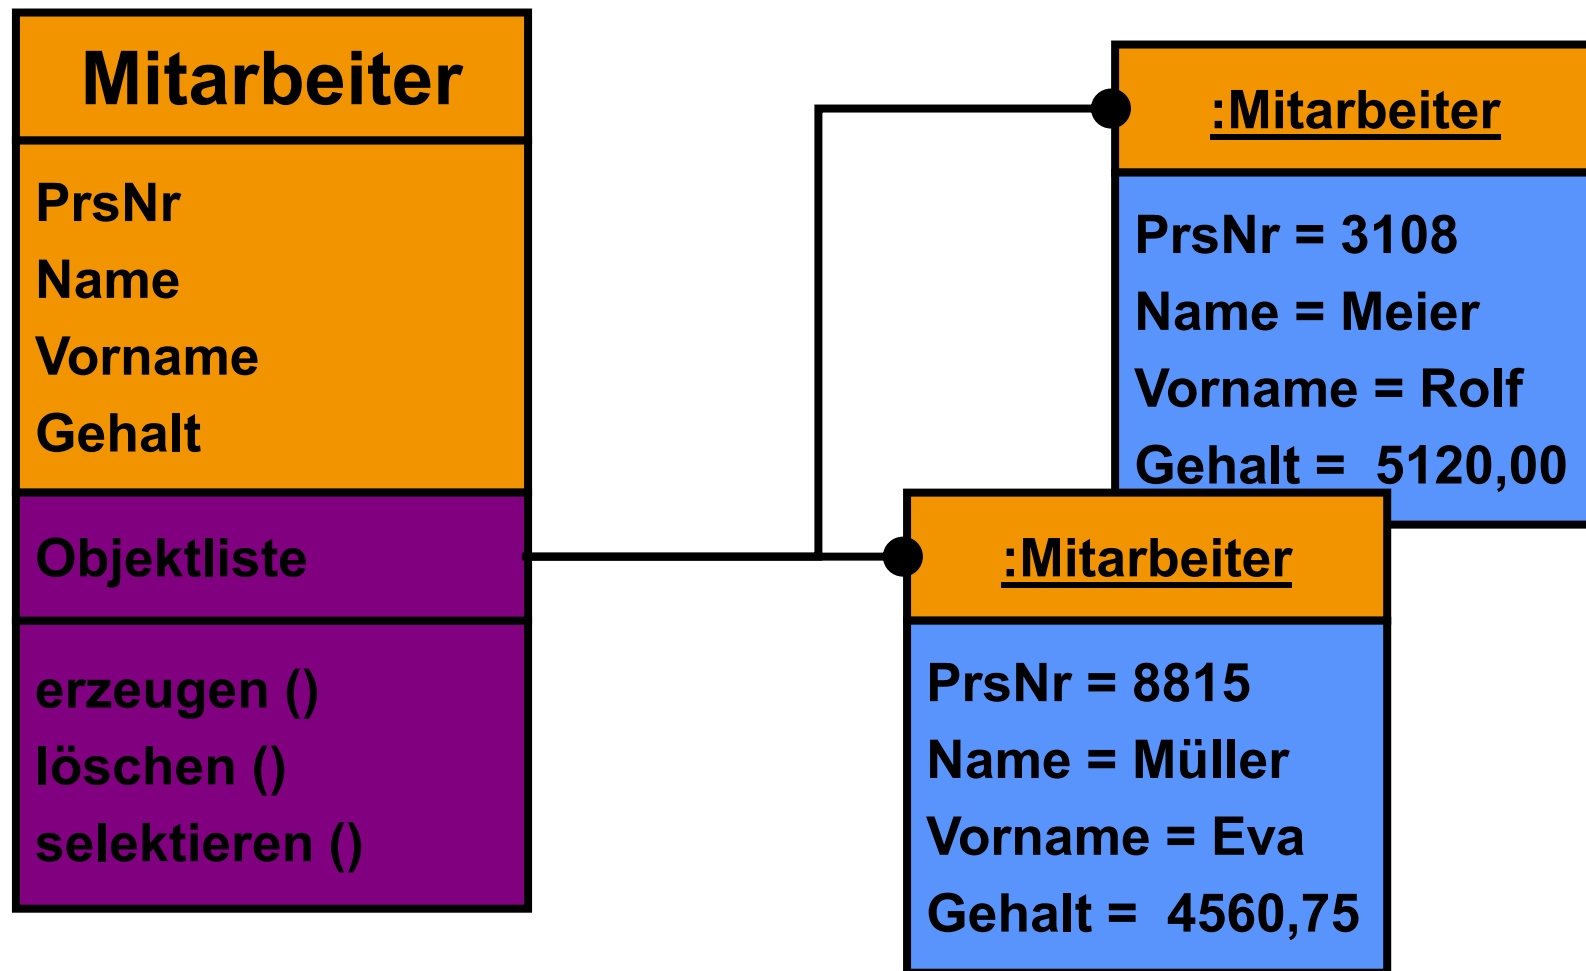 Mitarbeiter
PrsNr
Name
Vorname
Gehalt
Objektliste
erzeugen ()
löschen ()
selektieren ()
:Mitarbeiter
PrsNr = 3108
Name = Meier
Vorname = Rolf
Gehalt =  5120,00
:Mitarbeiter
PrsNr = 8815
Name = Müller
Vorname = Eva
Gehalt =  4560,75